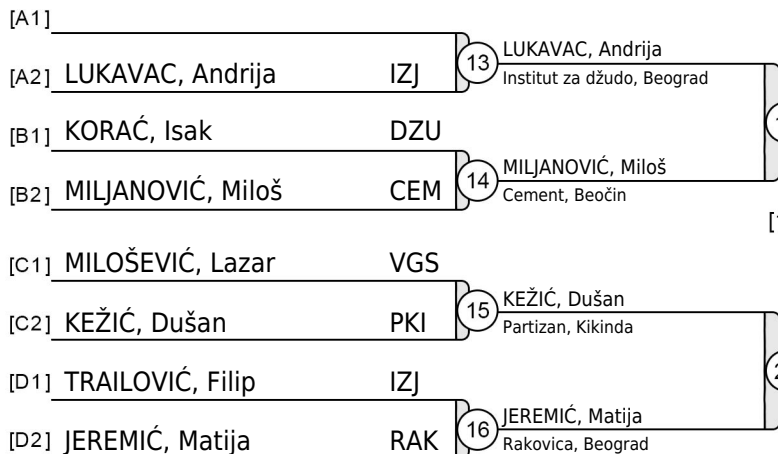 [A1]
[A2] LUKAVAC, Andrija IZJ
13 LUKAVAC, Andrija
Institut za džudo, Beograd
[B1] KORAĆ, Isak DZU
[B2] MILJANOVIĆ, Miloš CEM
14 MILJANOVIĆ, Miloš
Cement, Beočin
[C1] MILOŠEVIĆ, Lazar VGS
[C2] KEŽIĆ, Dušan PKI
15 KEŽIĆ, Dušan
Partizan, Kikinda
[D1] TRAILOVIĆ, Filip IZJ
[D2] JEREMIĆ, Matija RAK
16 JEREMIĆ, Matija
Rakovica, Beograd